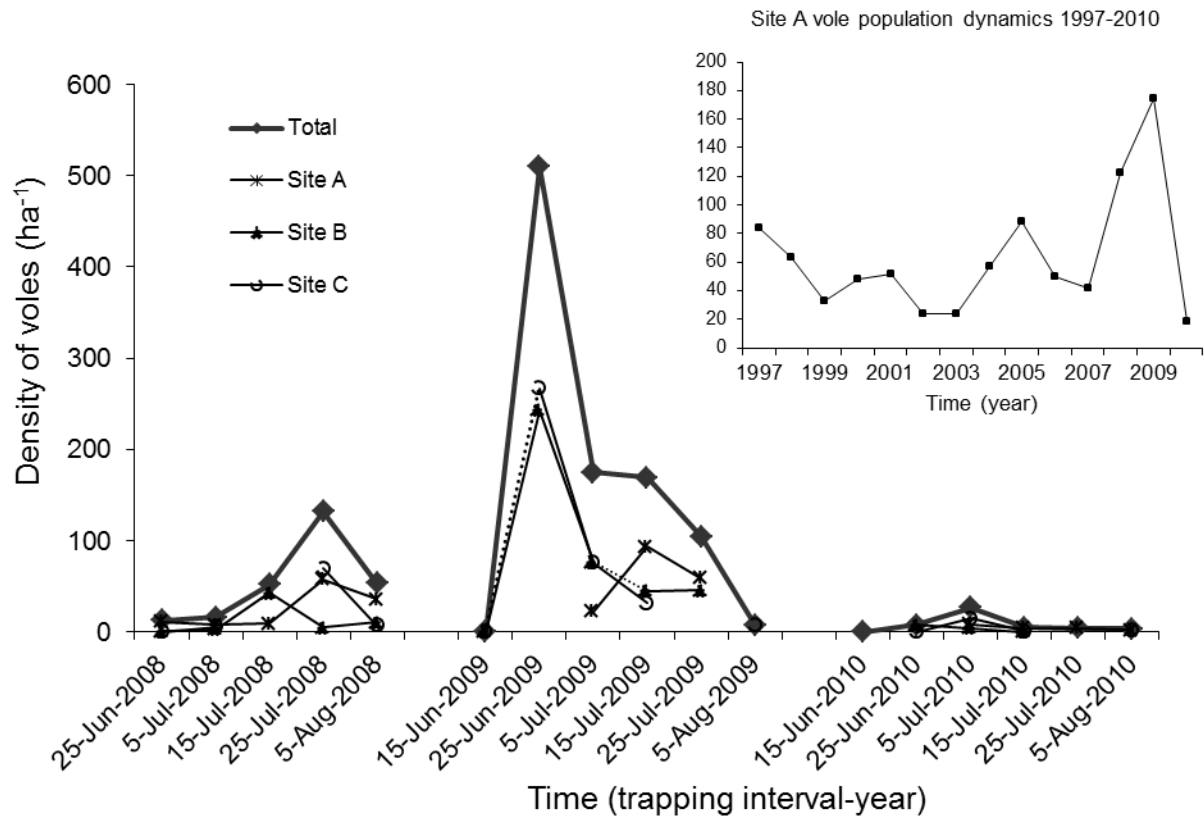 Site A vole population dynamics 1997-2010
200
180
160
140
120
100
80
60
40
20
0
1997 1999 2001 2003 2005 2007 2009
Time (year)
600
500
400
300
200
100
0
Density of voles (ha⁻¹)
Total
Site A
Site B
Site C
25-Jun-2008
5-Jul-2008
15-Jul-2008
25-Jul-2008
5-Aug-2008
15-Jun-2009
25-Jun-2009
5-Jul-2009
15-Jul-2009
25-Jul-2009
5-Aug-2009
15-Jun-2010
25-Jun-2010
5-Jul-2010
15-Jul-2010
25-Jul-2010
5-Aug-2010
Time (trapping interval-year)